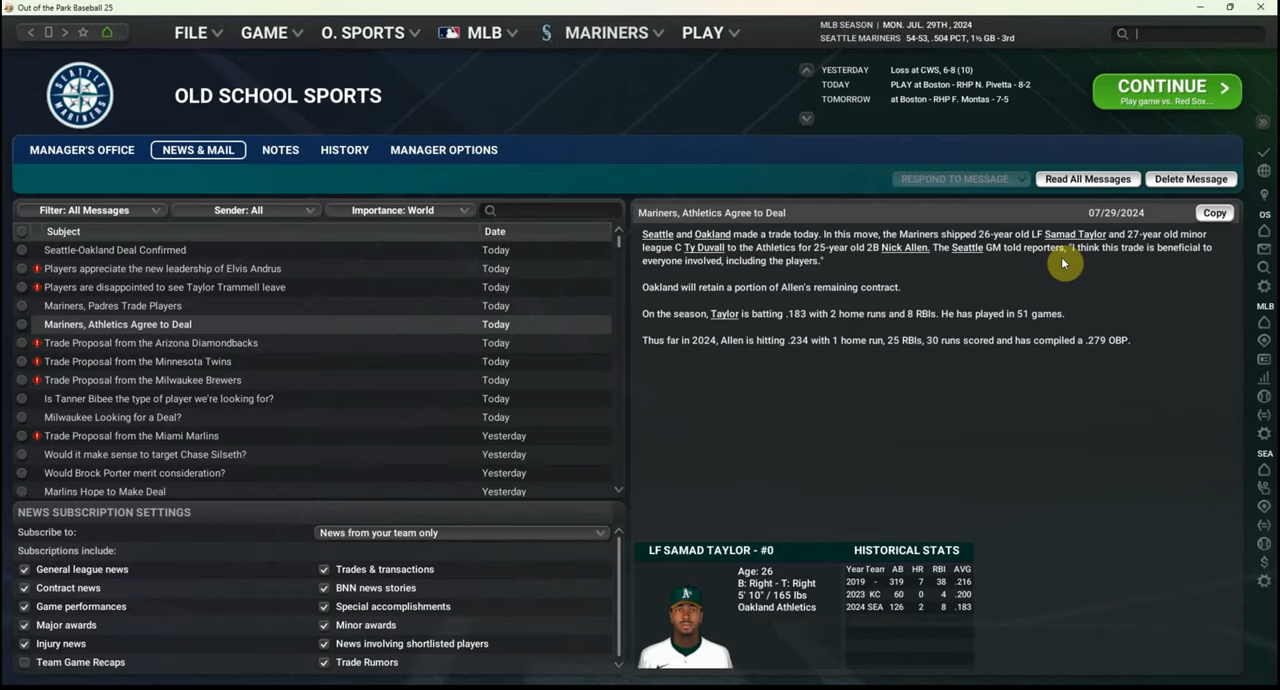 Out of the Park Baseball 25
FILE GAME O. SPORTS MLB MARINERS PLAY
MLB SEASON | MON. JUL. 29TH, 2024
SEATTLE MARINERS 54-53, .504 PCT, 1½ GB - 3rd
OLD SCHOOL SPORTS
YESTERDAY Loss at CWS, 6-8 (10)
TODAY PLAY at Boston - RHP N. Pivetta - 8-2
TOMORROW at Boston - RHP F. Montas - 7-5
CONTINUE
Play game vs. Red Sox...
MANAGER'S OFFICE NEWS & MAIL NOTES HISTORY MANAGER OPTIONS
RESPOND TO MESSAGE Read All Messages Delete Message
Filter: All Messages Sender: All Importance: World
Subject Date
Seattle-Oakland Deal Confirmed Today
Players appreciate the new leadership of Elvis Andrus Today
Players are disappointed to see Taylor Trammell leave Today
Mariners, Padres Trade Players Today
Mariners, Athletics Agree to Deal Today
Trade Proposal from the Arizona Diamondbacks Today
Trade Proposal from the Minnesota Twins Today
Trade Proposal from the Milwaukee Brewers Today
Is Tanner Bibee the type of player we're looking for? Today
Milwaukee Looking for a Deal? Today
Trade Proposal from the Miami Marlins Yesterday
Would it make sense to target Chase Silseth? Yesterday
Would Brock Porter merit consideration? Yesterday
Marlins Hope to Make Deal Yesterday
NEWS SUBSCRIPTION SETTINGS
Subscribe to: News from your team only
Subscriptions include:
General league news Trades & transactions
Contract news BNN news stories
Game performances Special accomplishments
Major awards Minor awards
Injury news News involving shortlisted players
Team Game Recaps Trade Rumors
Mariners, Athletics Agree to Deal 07/29/2024 Copy
Seattle and Oakland made a trade today. In this move, the Mariners shipped 26-year old LF Samad Taylor and 27-year old minor
league C Ty Duvall to the Athletics for 25-year old 2B Nick Allen. The Seattle GM told reporters, "I think this trade is beneficial to
everyone involved, including the players."
Oakland will retain a portion of Allen's remaining contract.
On the season, Taylor is batting .183 with 2 home runs and 8 RBIs. He has played in 51 games.
Thus far in 2024, Allen is hitting .234 with 1 home run, 25 RBIs, 30 runs scored and has compiled a .279 OBP.
LF SAMAD TAYLOR - #0
Age: 26
B: Right - T: Right
5' 10" / 165 lbs
Oakland Athletics
HISTORICAL STATS
Year Team AB HR RBI AVG
2019 - 319 7 38 .216
2023 KC 60 0 4 .200
2024 SEA 126 2 8 .183
OS
MLB
SEA